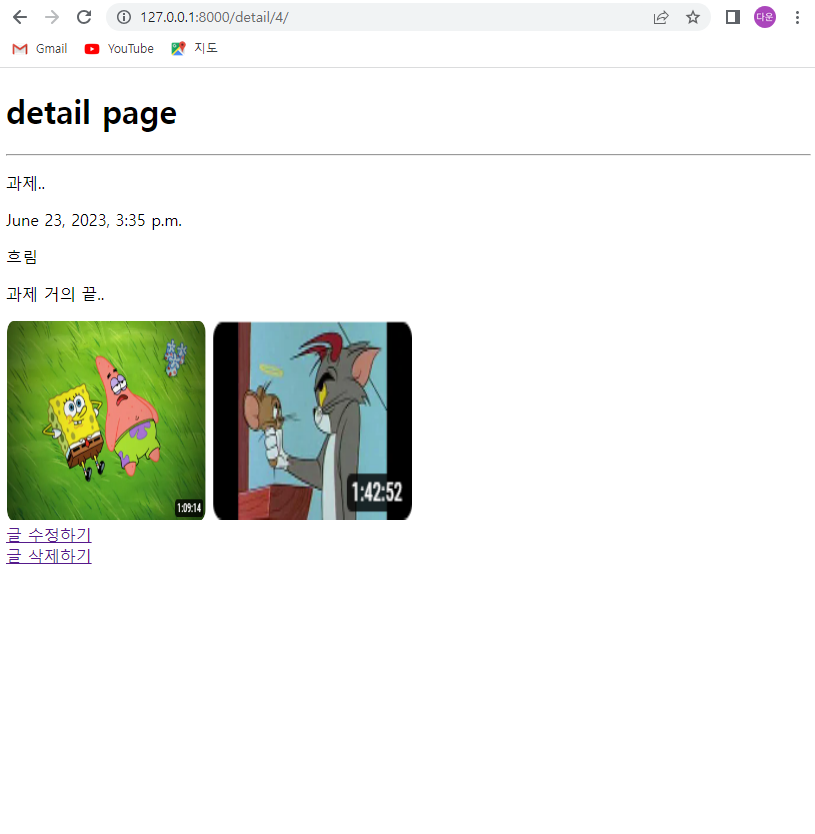 127.0.0.1:8000/detail/4/
다운
Gmail YouTube 지도
detail page
과제..
June 23, 2023, 3:35 p.m.
흐림
과제 거의 끝..
1:09:14 1:42:52
글 수정하기
글 삭제하기